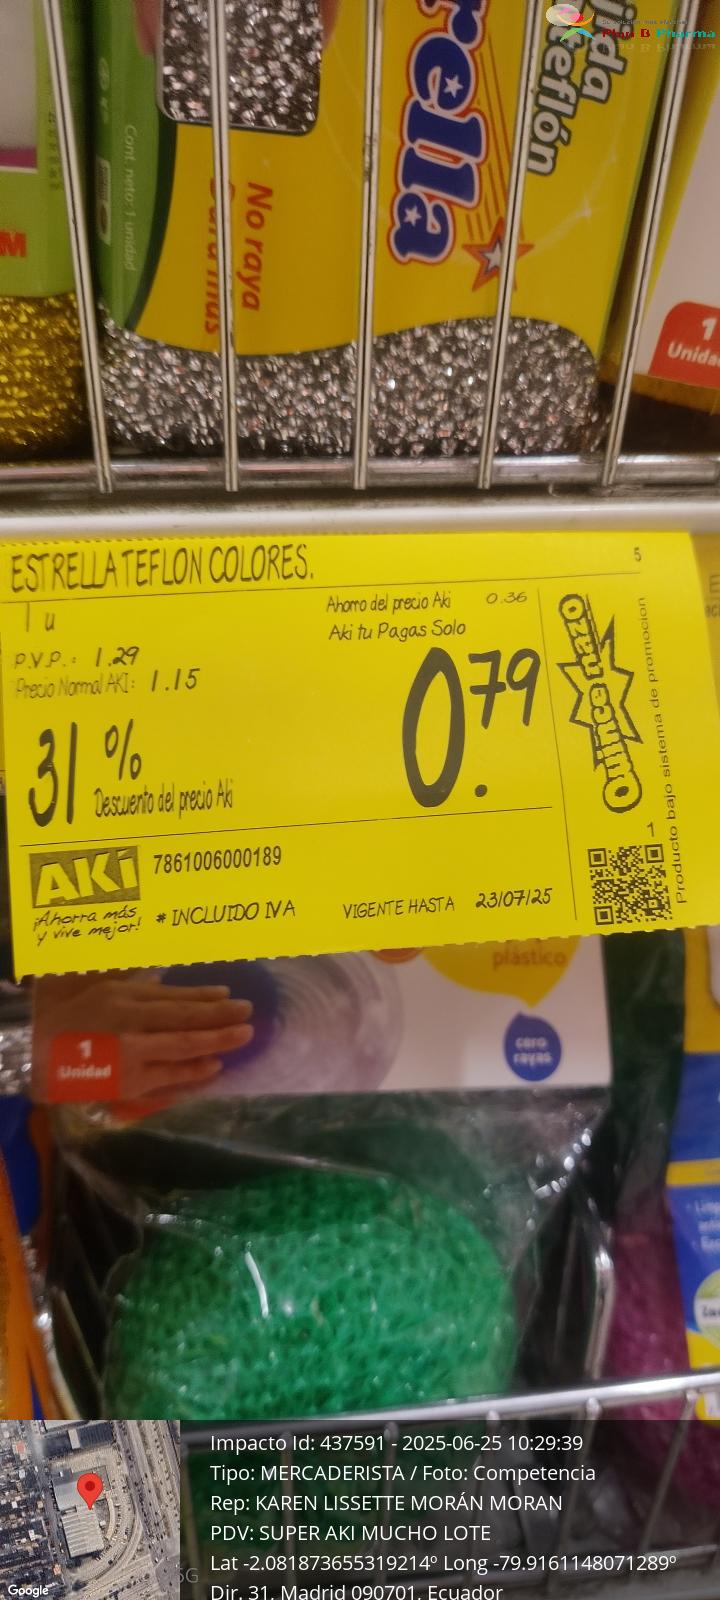 Su solución más efectiva
Plan B Pharma
Cont. neto: 1 unidad
No raya
rella
teflón
M
1
Unidad
ESTRELLA TEFLON COLORES.
5
1 u
Ahorro del precio Aki 0.36
Aki tu Pagas Solo
P.V.P.: 1.29
Precio Normal AKI: 1.15
0.79
31 %
Descuento del precio Aki
Quince nazo
Producto bajo sistema de promocion
1
AKI
¡Ahorra más
y vive mejor!
7861006000189
* INCLUIDO IVA
VIGENTE HASTA 23/07/25
plástico
1
Unidad
cero
rayas
Impacto Id: 437591 - 2025-06-25 10:29:39
Tipo: MERCADERISTA / Foto: Competencia
Rep: KAREN LISSETTE MORÁN MORAN
PDV: SUPER AKI MUCHO LOTE
Lat -2.081873655319214º Long -79.9161148071289º
Dir. 31, Madrid 090701, Ecuador
Google